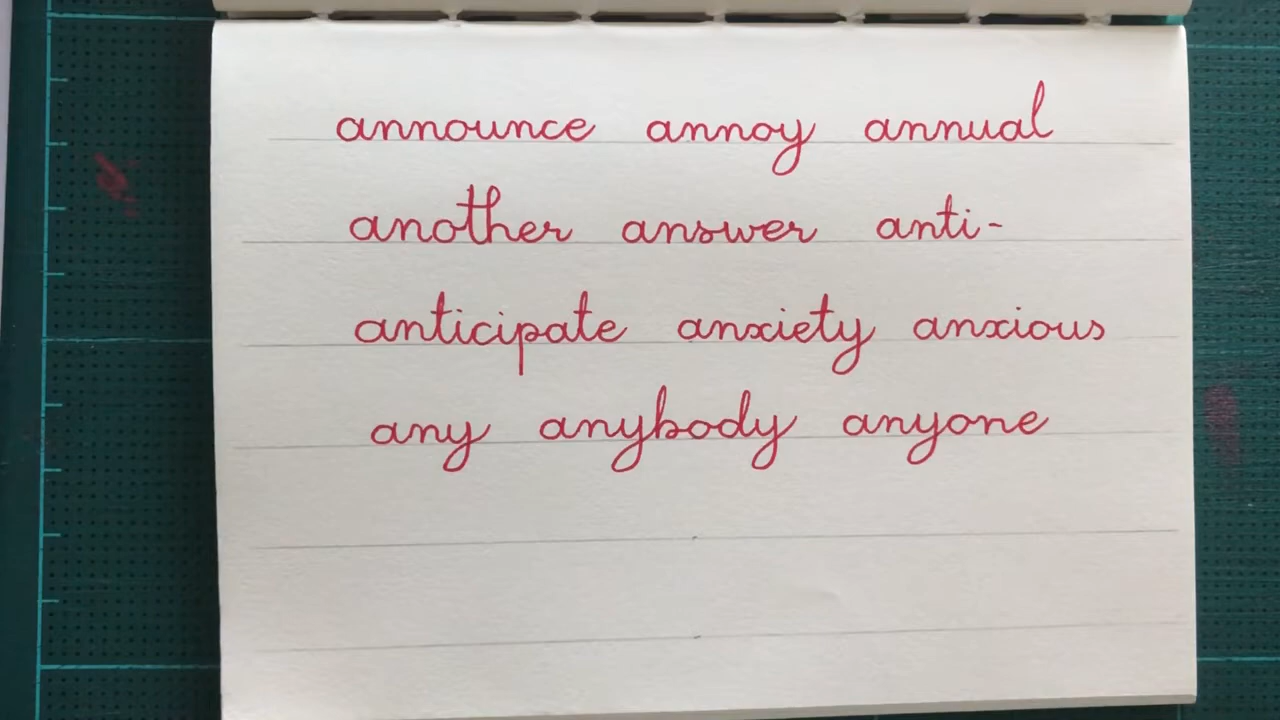 announce annoy annual
another answer anti-
anticipate anxiety anxious
any anybody anyone